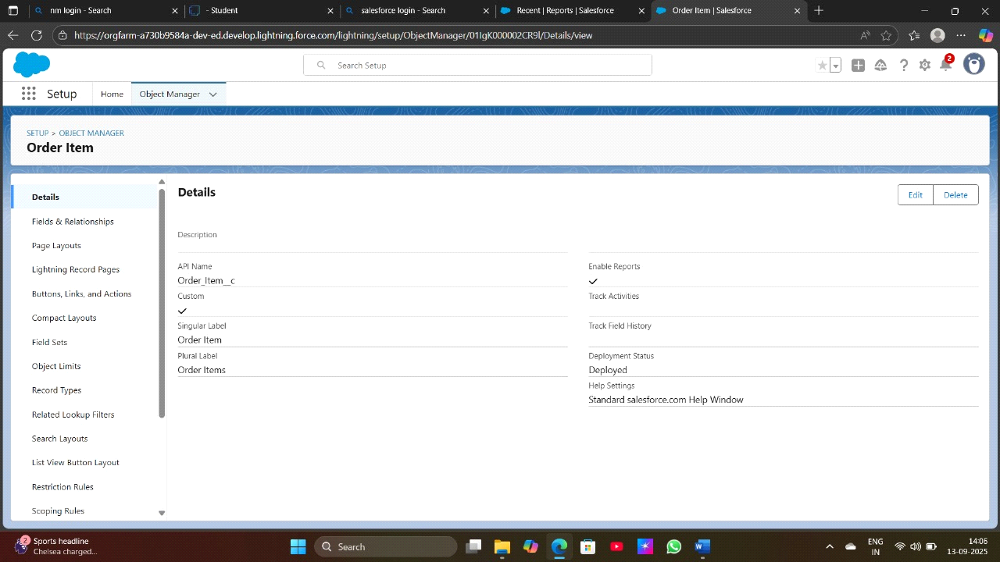 nm login - Search
- Student
salesforce login - Search
Recent | Reports | Salesforce
Order Item | Salesforce
https://orgfarm-a730b9584a-dev-ed.develop.lightning.force.com/lightning/setup/ObjectManager/01IgK000002CR9l/Details/view
Search Setup
2
Setup
Home
Object Manager
SETUP > OBJECT MANAGER
Order Item
Details
Fields & Relationships
Page Layouts
Lightning Record Pages
Buttons, Links, and Actions
Compact Layouts
Field Sets
Object Limits
Record Types
Related Lookup Filters
Search Layouts
List View Button Layout
Restriction Rules
Scoping Rules
Details
Edit
Delete
Description
API Name
Order_Item__c
Custom
Singular Label
Order Item
Plural Label
Order Items
Enable Reports
Track Activities
Track Field History
Deployment Status
Deployed
Help Settings
Standard salesforce.com Help Window
2
Sports headline
Chelsea charged...
Search
ENG
IN
14:06
13-09-2025